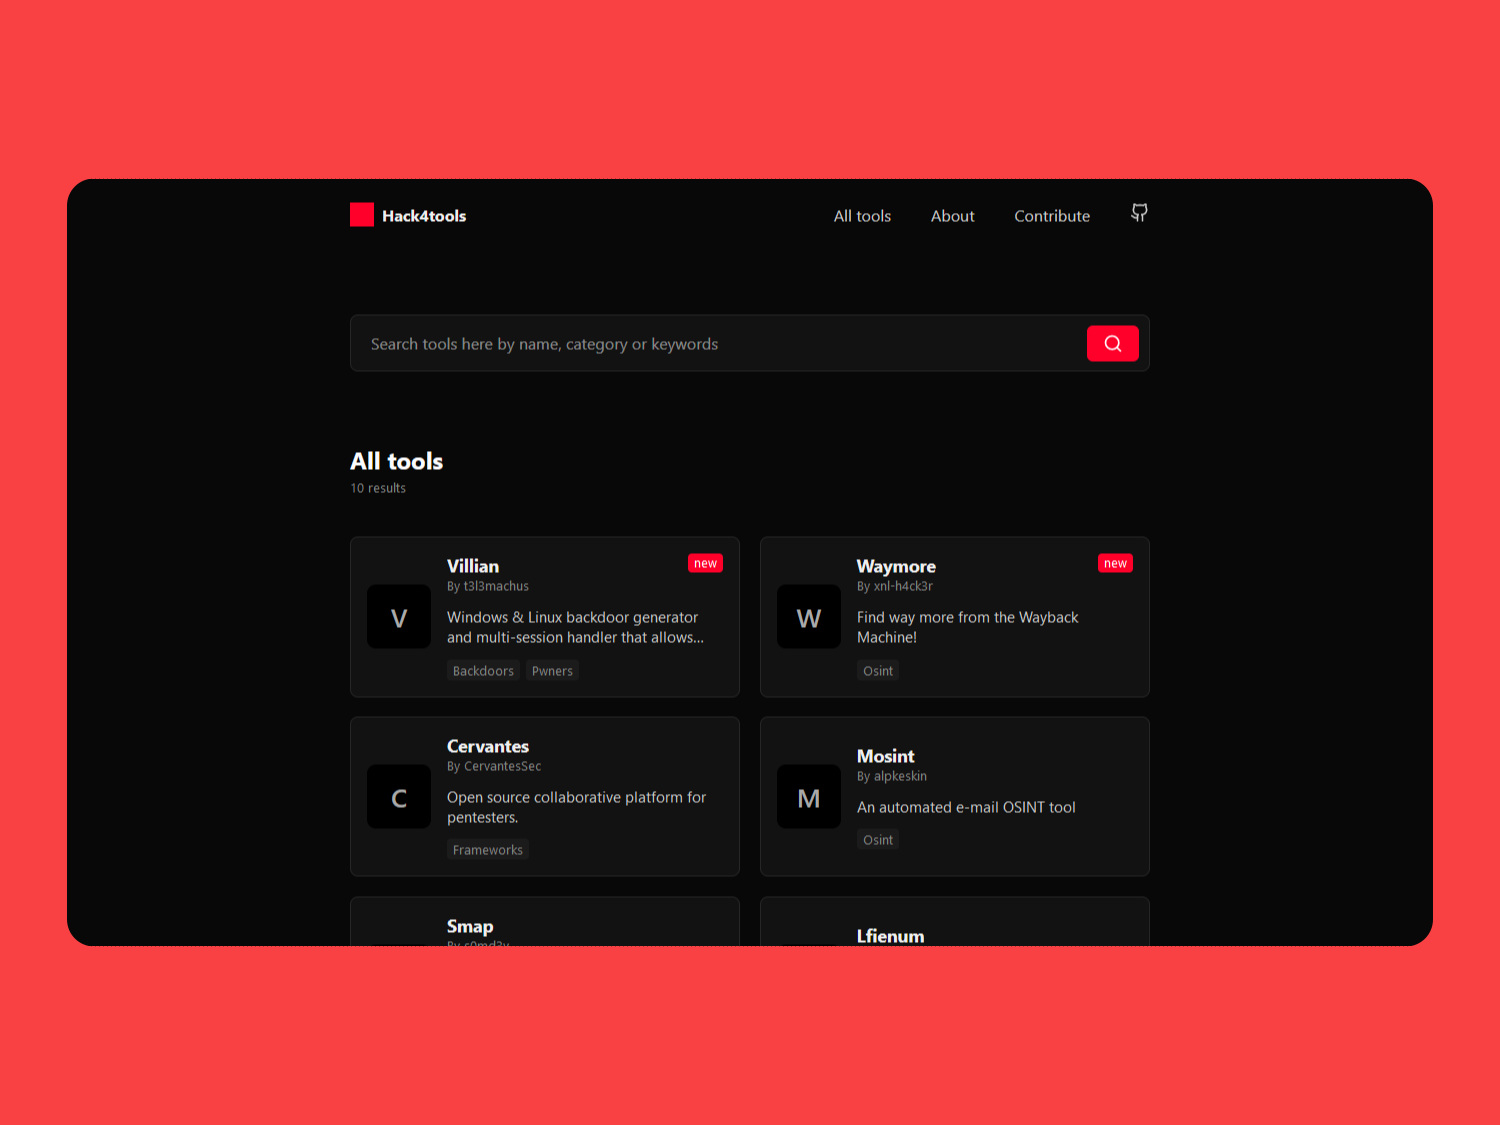 Hack4tools
All tools
About
Contribute
Search tools here by name, category or keywords
All tools
10 results
V
Villian
new
By t3l3machus
Windows & Linux backdoor generator
and multi-session handler that allows...
Backdoors
Pwners
W
Waymore
new
By xnl-h4ck3r
Find way more from the Wayback
Machine!
Osint
C
Cervantes
By CervantesSec
Open source collaborative platform for
pentesters.
Frameworks
M
Mosint
By alpkeskin
An automated e-mail OSINT tool
Osint
Smap
By s0md3v
Lfienum